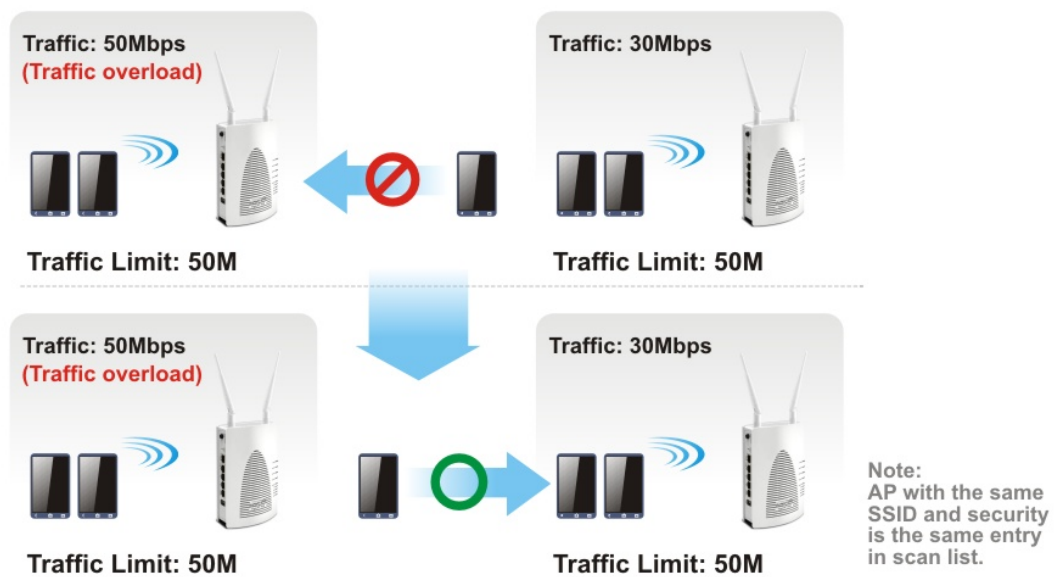 Traffic: 50Mbps
(Traffic overload)
Traffic: 30Mbps
Traffic Limit: 50M
Traffic Limit: 50M
Traffic: 50Mbps
(Traffic overload)
Traffic: 30Mbps
Traffic Limit: 50M
Traffic Limit: 50M
Note:
AP with the same
SSID and security
is the same entry
in scan list.